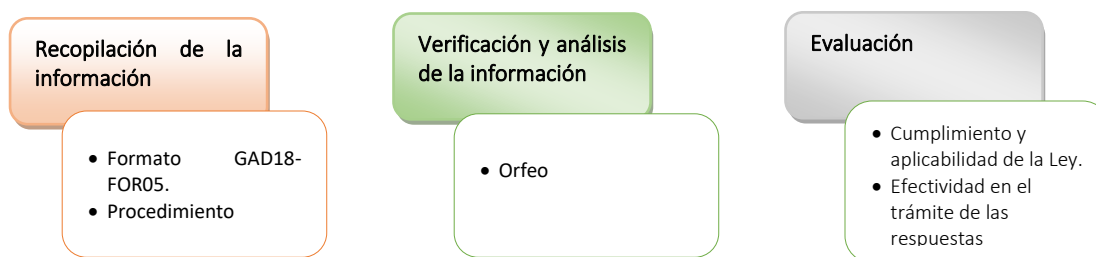 Recopilación de la
información
• Formato GAD18-
FOR05.
• Procedimiento
Verificación y análisis
de la información
• Orfeo
Evaluación
• Cumplimiento y
aplicabilidad de la Ley.
• Efectividad en el
trámite de las
respuestas